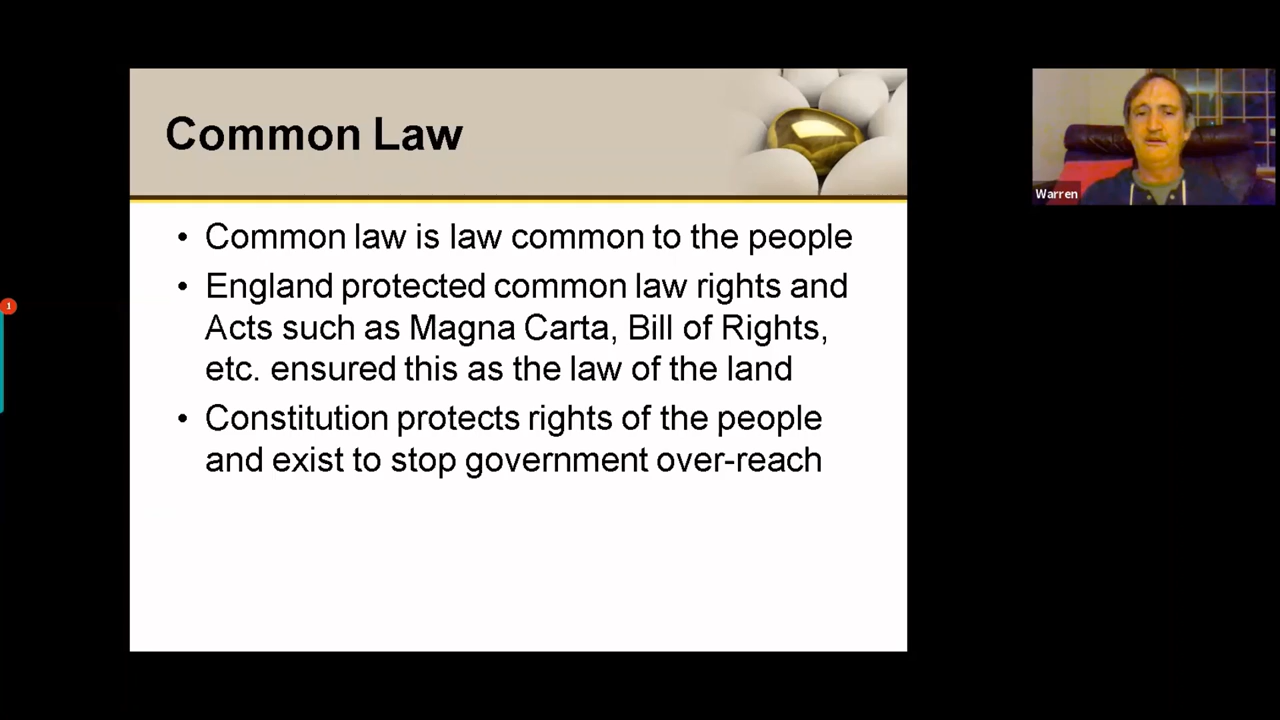 Common Law
• Common law is law common to the people
• England protected common law rights and
Acts such as Magna Carta, Bill of Rights,
etc. ensured this as the law of the land
• Constitution protects rights of the people
and exist to stop government over-reach
Warren
1